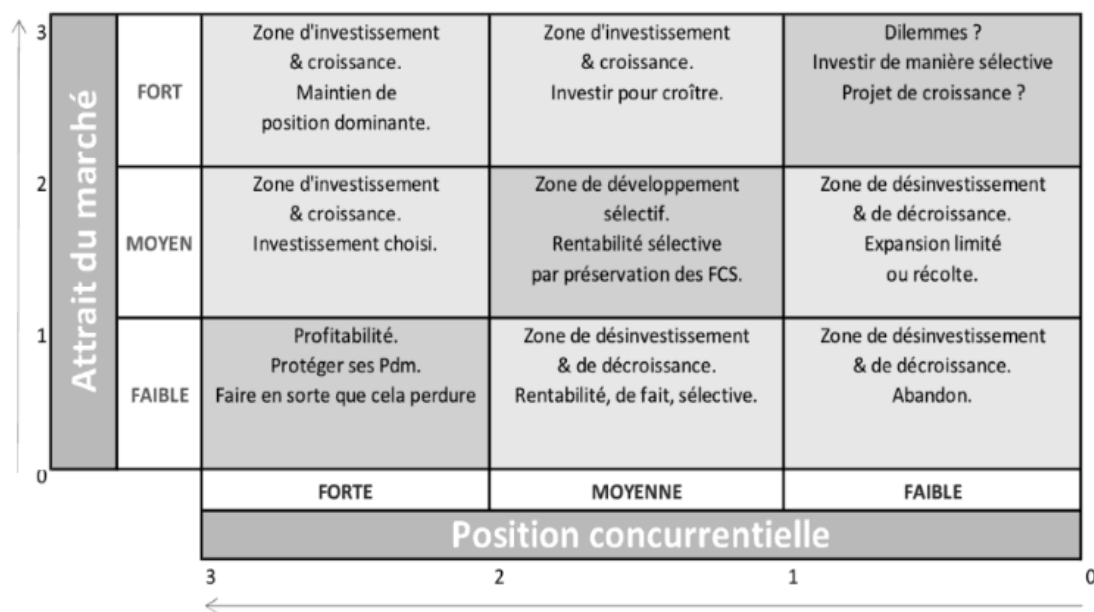 3
Zone d'investissement
& croissance.
Maintien de
position dominante.
Zone d'investissement
& croissance.
Investir pour croître.
Dilemmes ?
Investir de manière sélective
Projet de croissance ?
FORT
2
Zone d'investissement
& croissance.
Investissement choisi.
Zone de développement
sélectif.
Rentabilité sélective
par préservation des FCS.
Zone de désinvestissement
& de décroissance.
Expansion limité
ou récolte.
MOYEN
Attrait du marché
1
Profitabilité.
Protéger ses Pdm.
Faire en sorte que cela perdure
Zone de désinvestissement
& de décroissance.
Rentabilité, de fait, sélective.
Zone de désinvestissement
& de décroissance.
Abandon.
FAIBLE
0
FORTE
MOYENNE
FAIBLE
Position concurrentielle
3
2
1
0